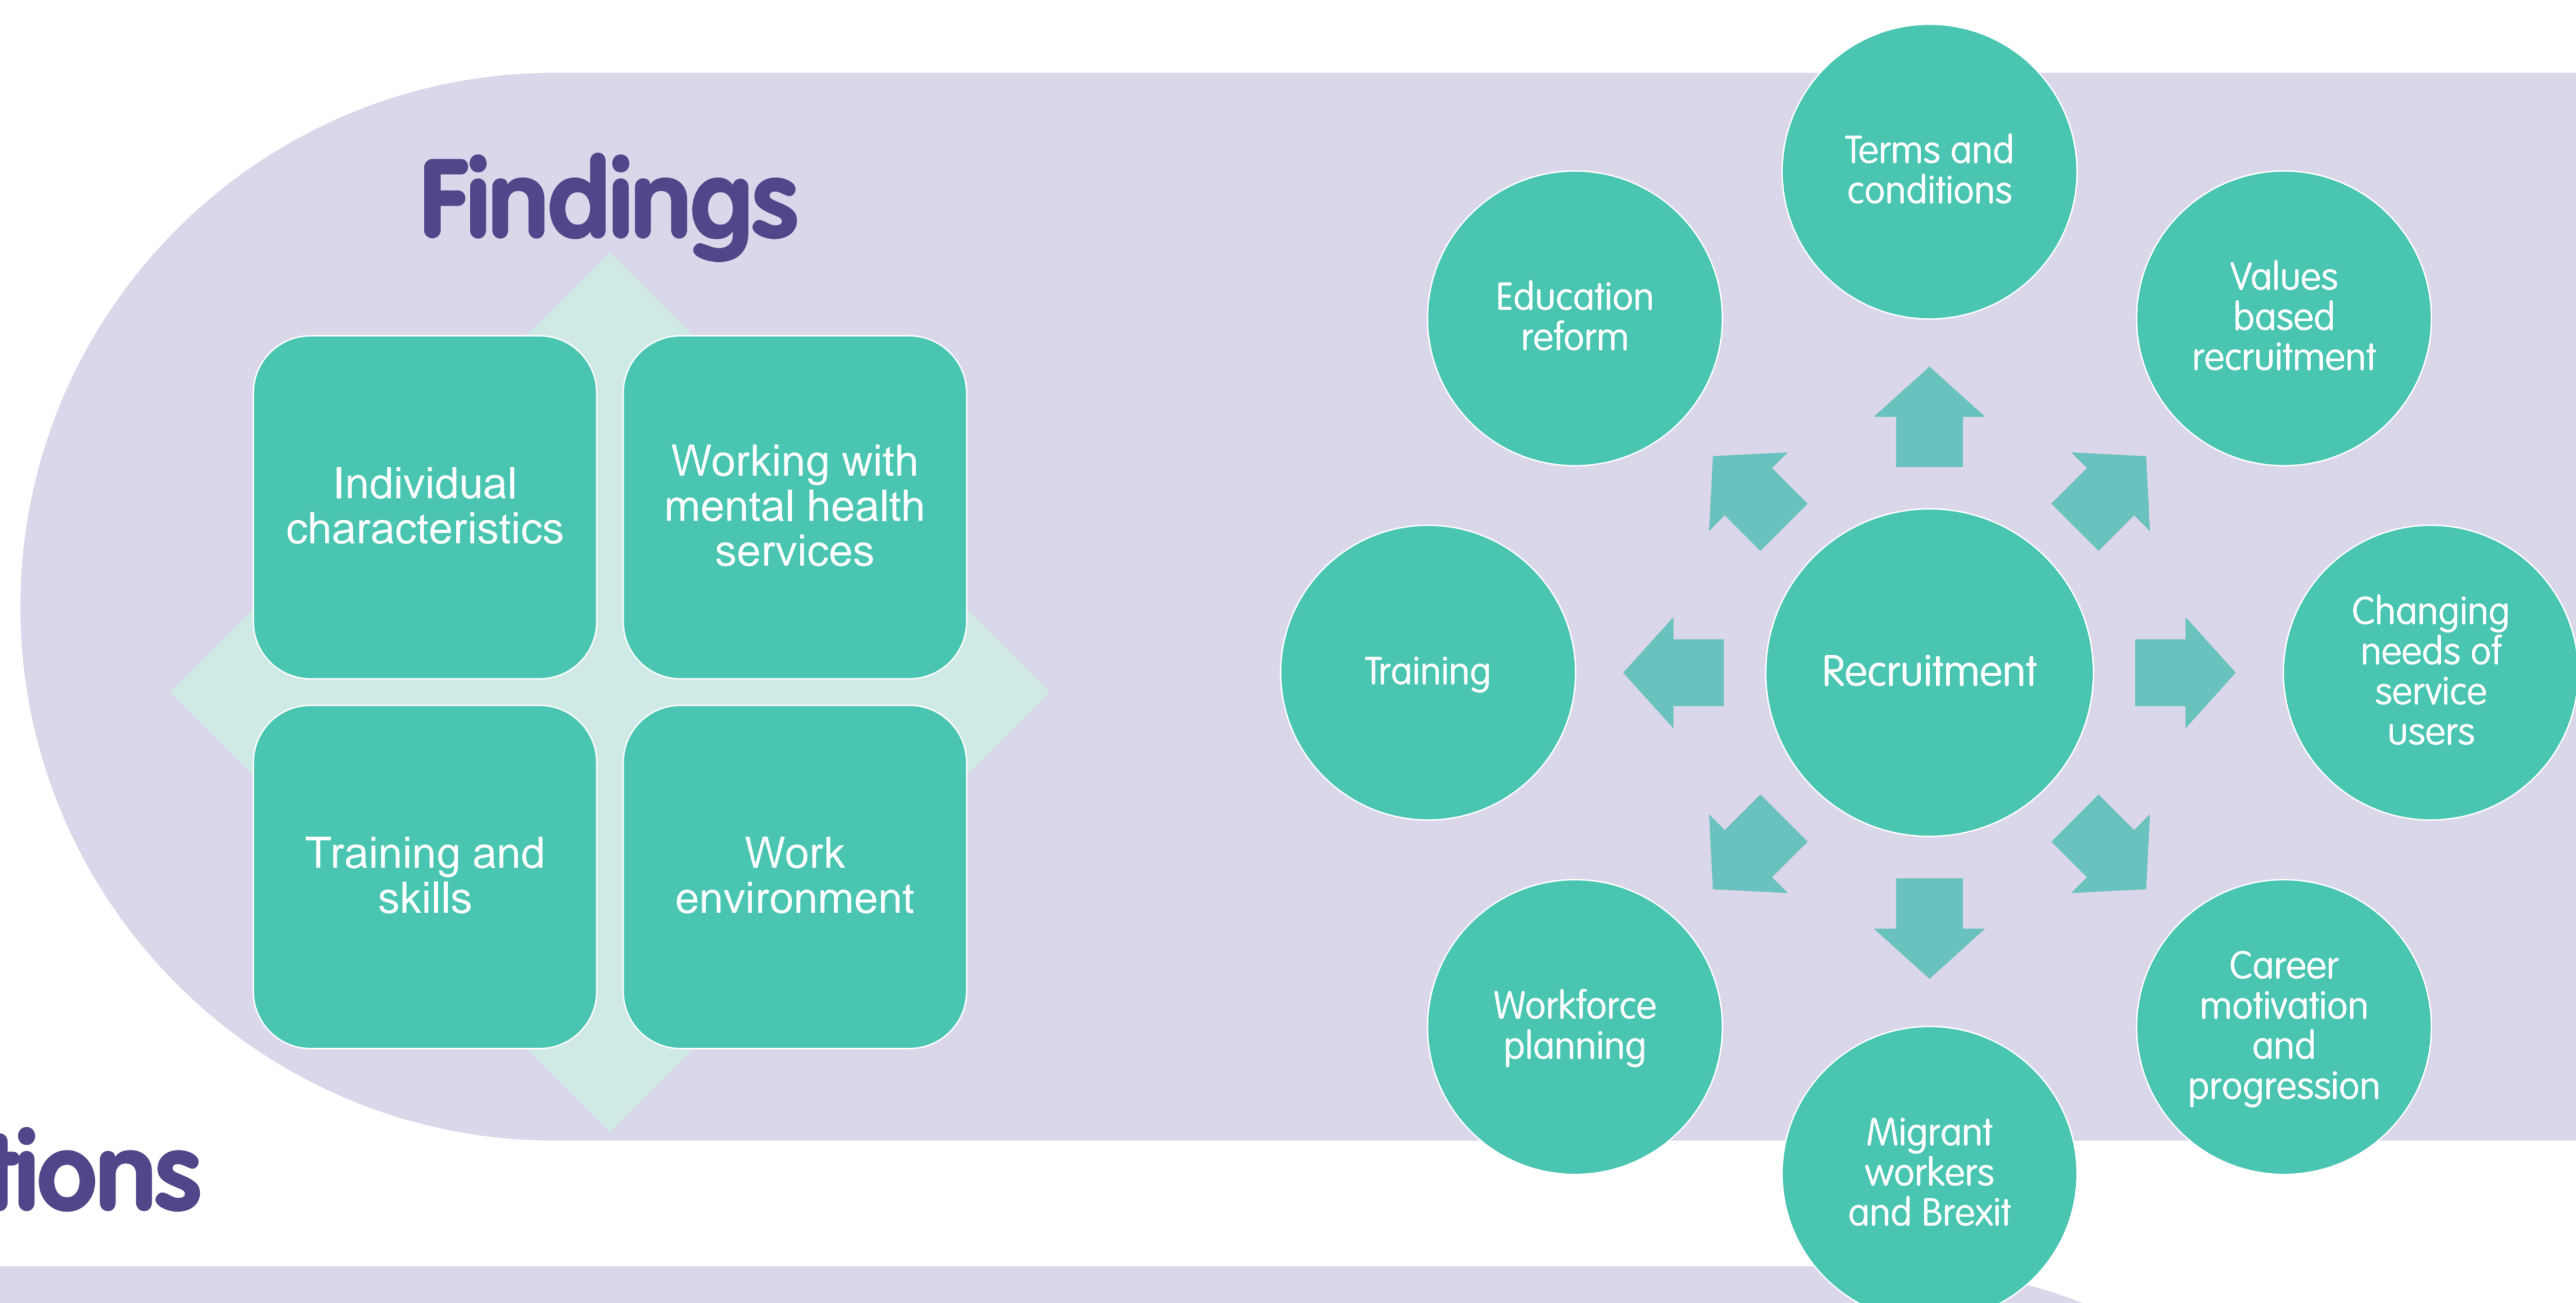 Findings
Individual
characteristics
Working with
mental health
services
Training and
skills
Work
environment
Recruitment
Terms and
conditions
Values
based
recruitment
Changing
needs of
service
users
Career
motivation
and
progression
Migrant
workers
and Brexit
Workforce
planning
Training
Education
reform
tions